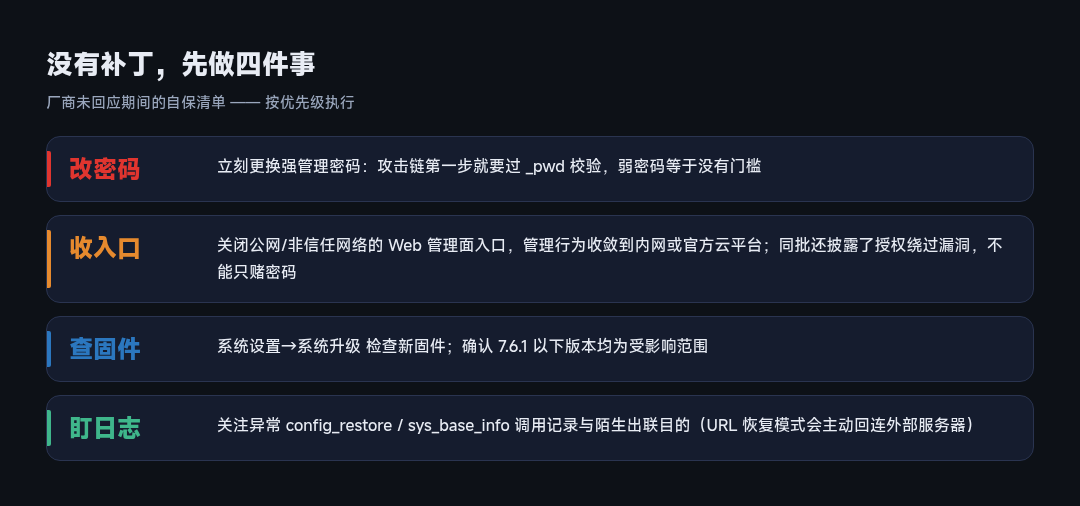 没有补丁，先做四件事
厂商未回应期间的自保清单 —— 按优先级执行
改密码
立刻更换强管理密码：攻击链第一步就要过 _pwd 校验，弱密码等于没有门槛
收入口
关闭公网/非信任网络的 Web 管理面入口，管理行为收敛到内网或官方云平台；同批还披露了授权绕过漏洞，不
能只赌密码
查固件
系统设置→系统升级 检查新固件；确认 7.6.1 以下版本均为受影响范围
盯日志
关注异常 config_restore / sys_base_info 调用记录与陌生出联目的（URL 恢复模式会主动回连外部服务器）